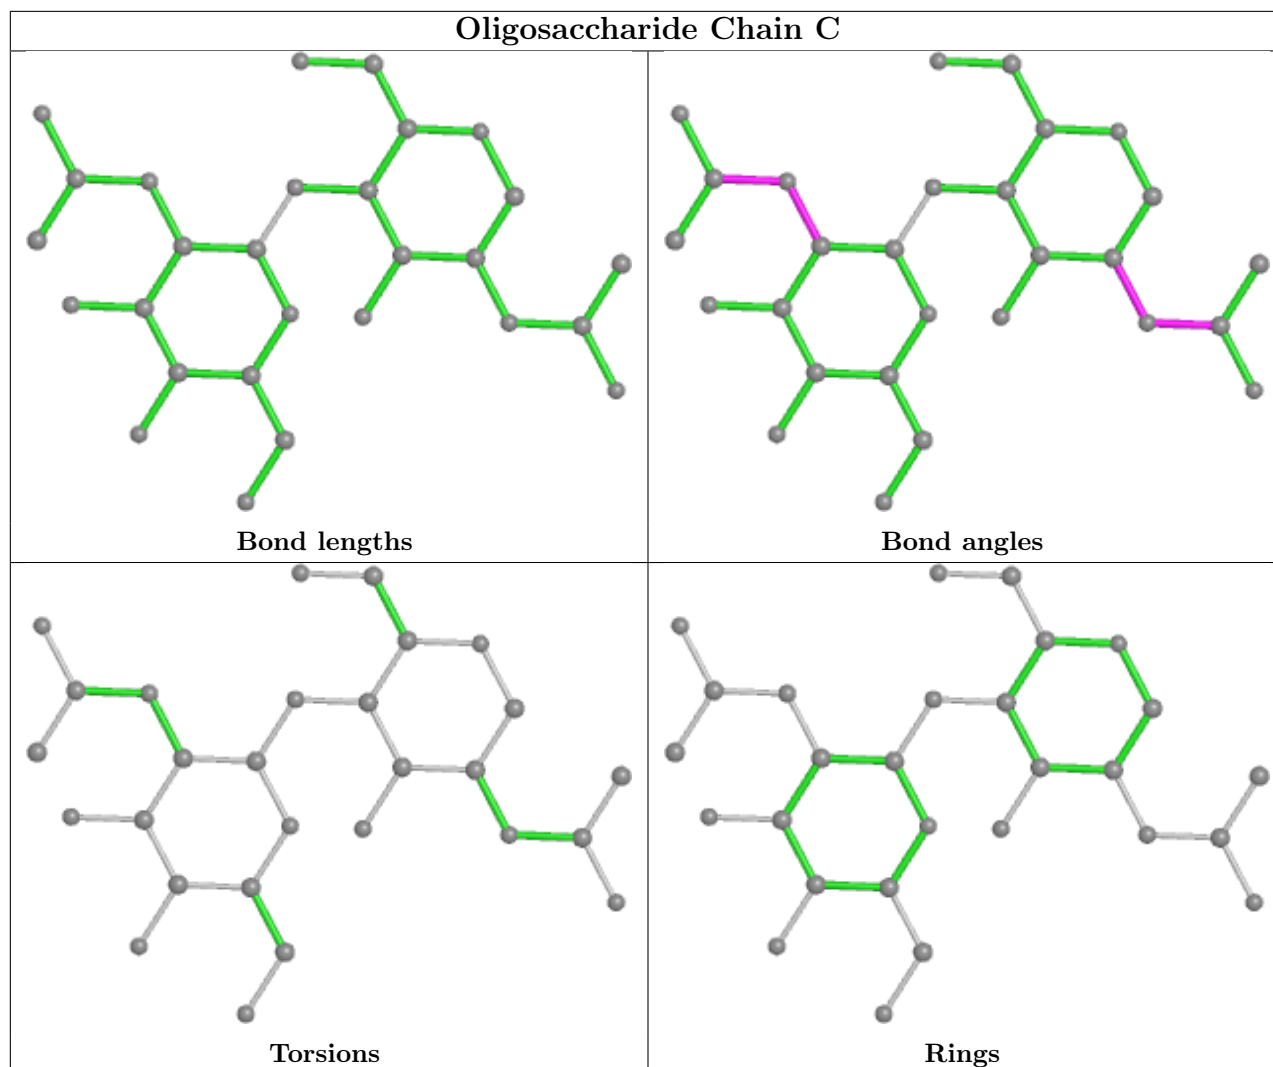 Oligosaccharide Chain C
Bond lengths
Bond angles
Torsions
Rings